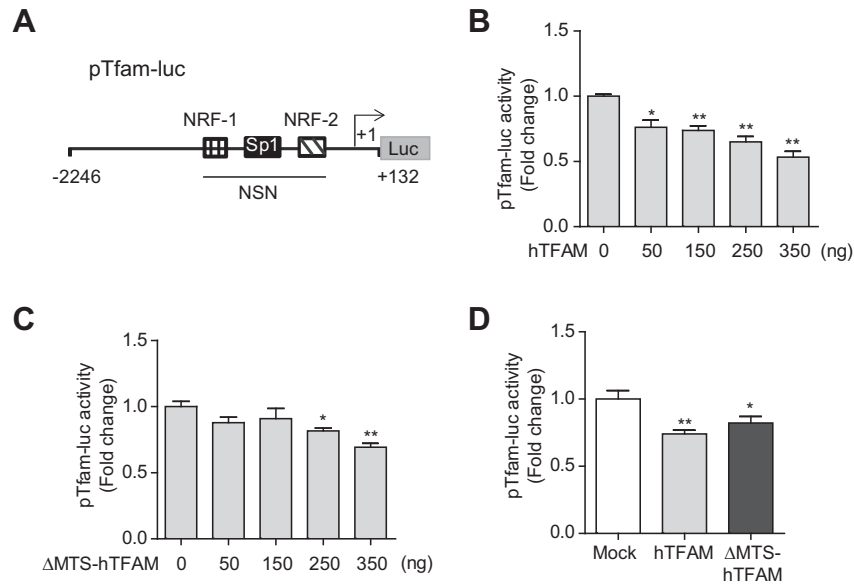 A
pTfam-luc
NRF-1
Sp1
NRF-2
+1
Luc
-2246
+132
NSN
B
pTfam-luc activity
(Fold change)
1.5
1.0
0.5
0.0
*
**
**
**
hTFAM 0 50 150 250 350 (ng)
C
pTfam-luc activity
(Fold change)
1.5
1.0
0.5
0.0
*
**
ΔMTS-hTFAM 0 50 150 250 350 (ng)
D
pTfam-luc activity
(Fold change)
1.5
1.0
0.5
0.0
**
*
Mock hTFAM ΔMTS-
hTFAM